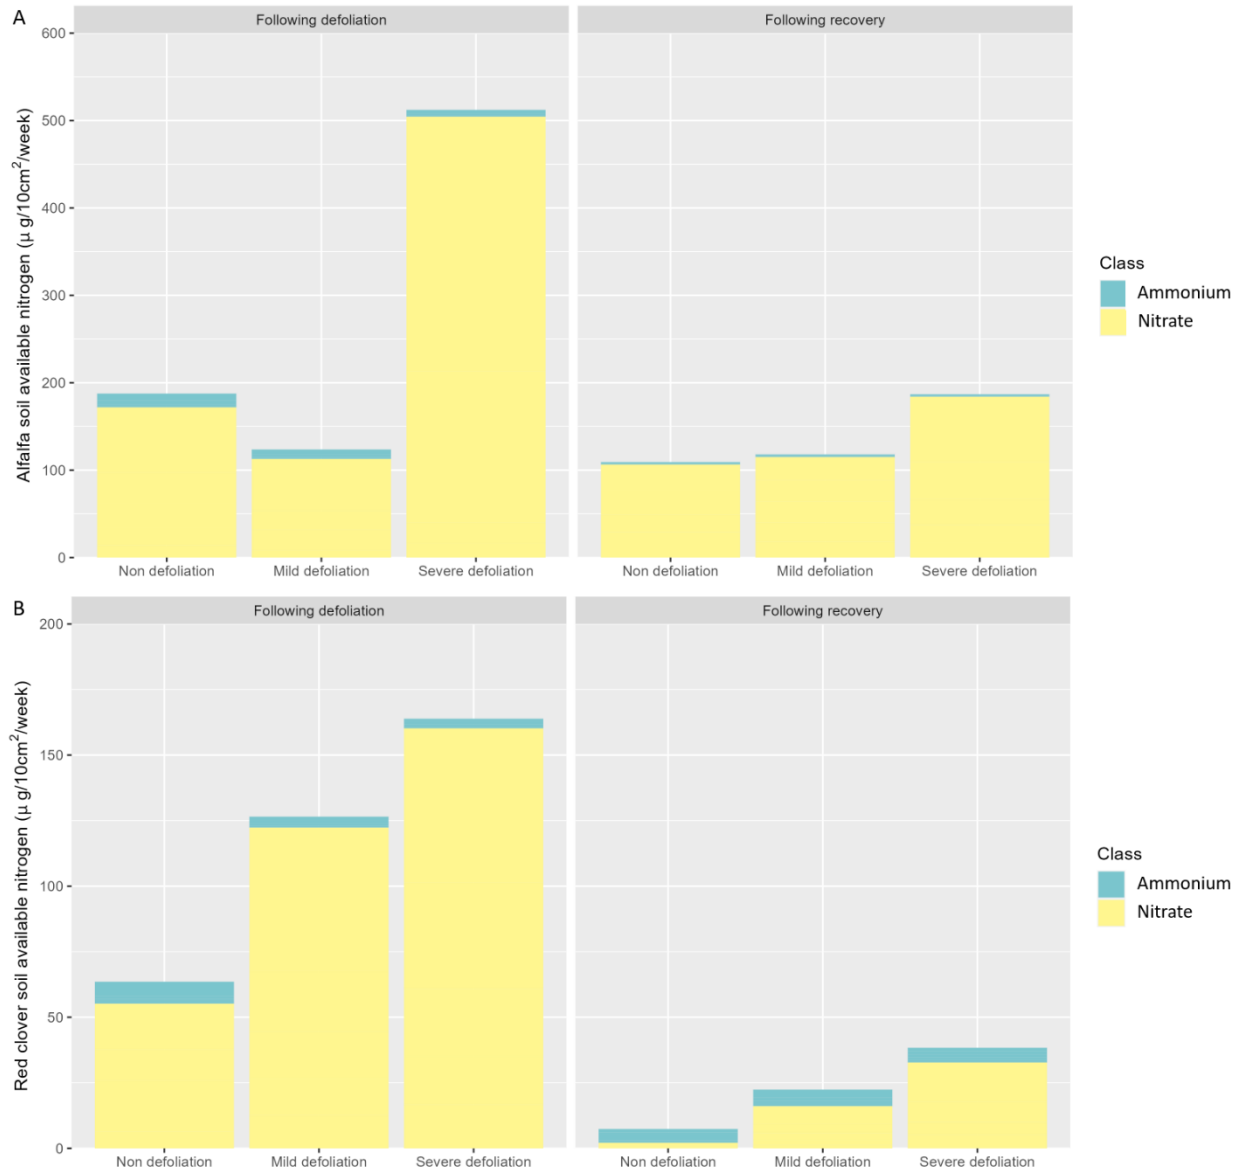 A
Following defoliation
Following recovery
Alfalfa soil available nitrogen (μ g/10cm²/week)
600
500
400
300
200
100
0
Non defoliation
Mild defoliation
Severe defoliation
Non defoliation
Mild defoliation
Severe defoliation
Class
Ammonium
Nitrate
B
Following defoliation
Following recovery
Red clover soil available nitrogen (μ g/10cm²/week)
200
150
100
50
0
Non defoliation
Mild defoliation
Severe defoliation
Non defoliation
Mild defoliation
Severe defoliation
Class
Ammonium
Nitrate